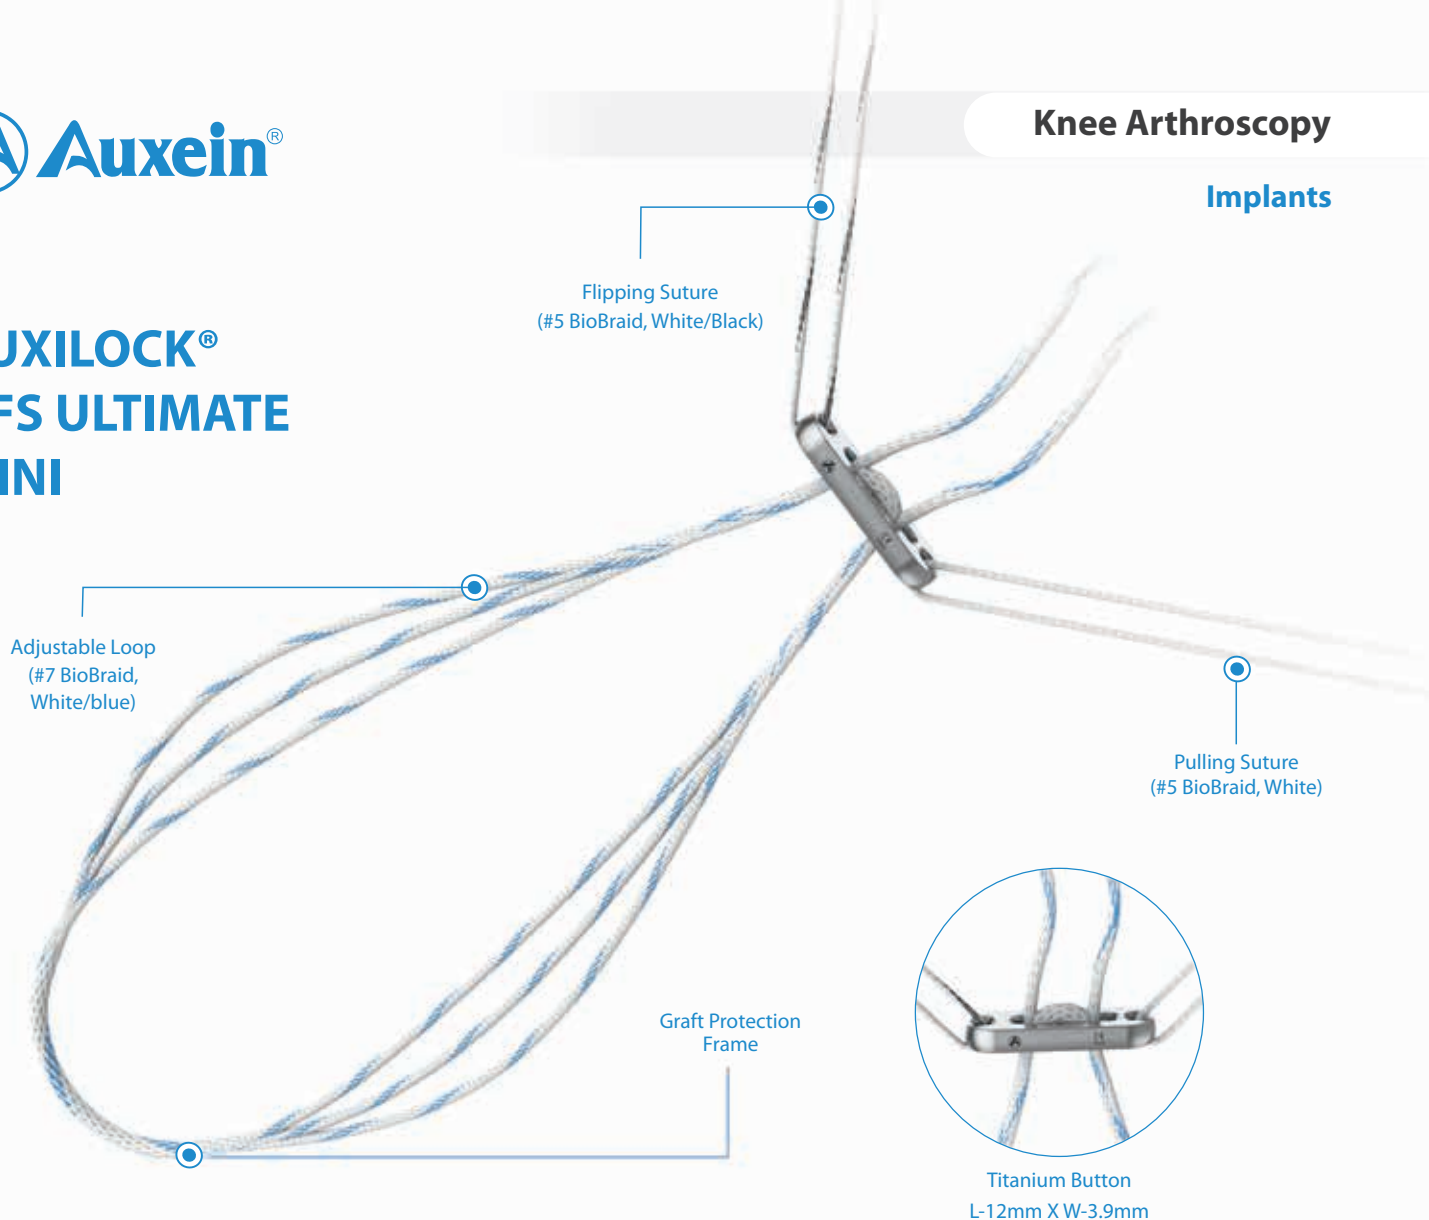 Auxein®
Knee Arthroscopy
Implants
UXILOCK®
FS ULTIMATE
INI
Flipping Suture
(#5 BioBraid, White/Black)
Adjustable Loop
(#7 BioBraid,
White/blue)
Pulling Suture
(#5 BioBraid, White)
Graft Protection
Frame
Titanium Button
L-12mm X W-3.9mm